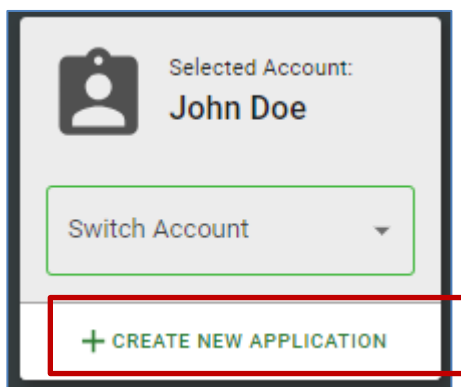 Selected Account:
John Doe
Switch Account
+ CREATE NEW APPLICATION